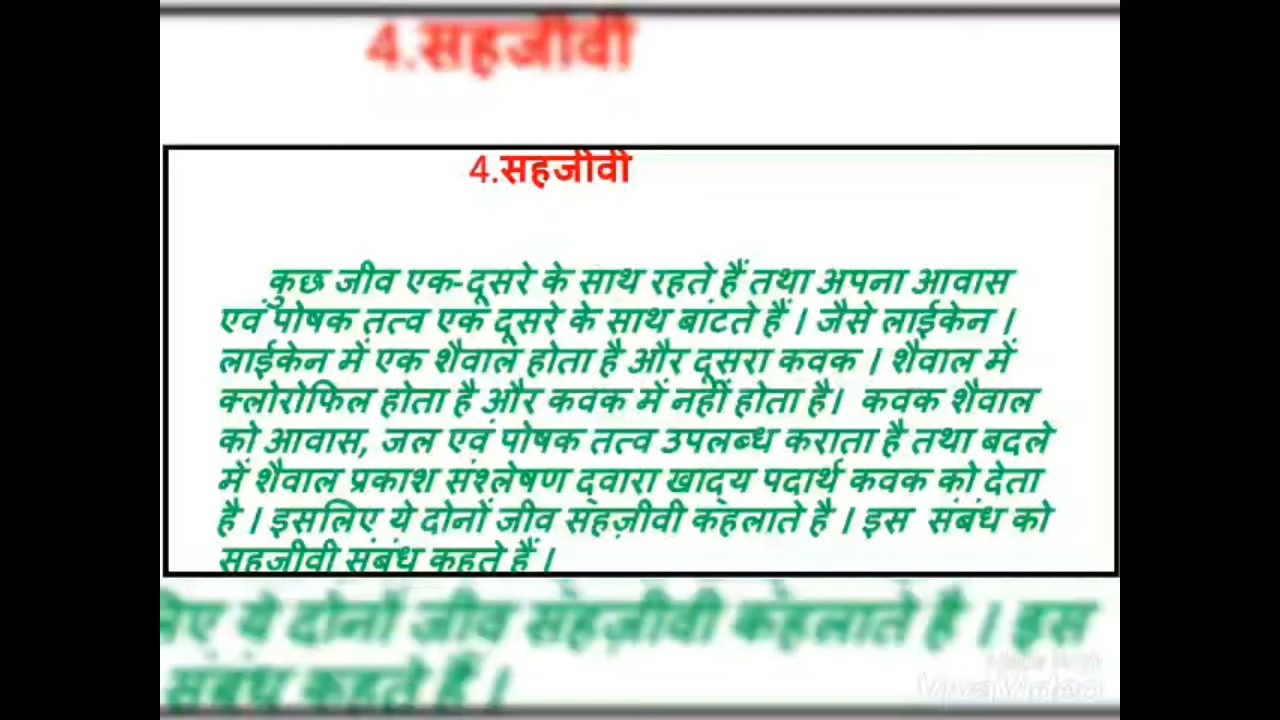 4.सहजीवी
4.सहजीवी
कुछ जीव एक-दूसरे के साथ रहते हैं तथा अपना आवास
एवं पोषक तत्व एक दूसरे के साथ बांटते हैं । जैसे लाईकेन ।
लाईकेन में एक शैवाल होता है और दूसरा कवक । शैवाल में
क्लोरोफिल होता है और कवक में नहीं होता है। कवक शैवाल
को आवास, जल एवं पोषक तत्व उपलब्ध कराता है तथा बदले
में शैवाल प्रकाश संश्लेषण द्वारा खाद्य पदार्थ कवक को देता
है । इसलिए ये दोनों जीव सहज़ीवी कहलाते है । इस संबंध को
सहजीवी संबंध कहते हैं ।
ये दोनों जीव सहज़ीवी कहलाते है । इस
संबंध कहते हैं ।
VivaVideo